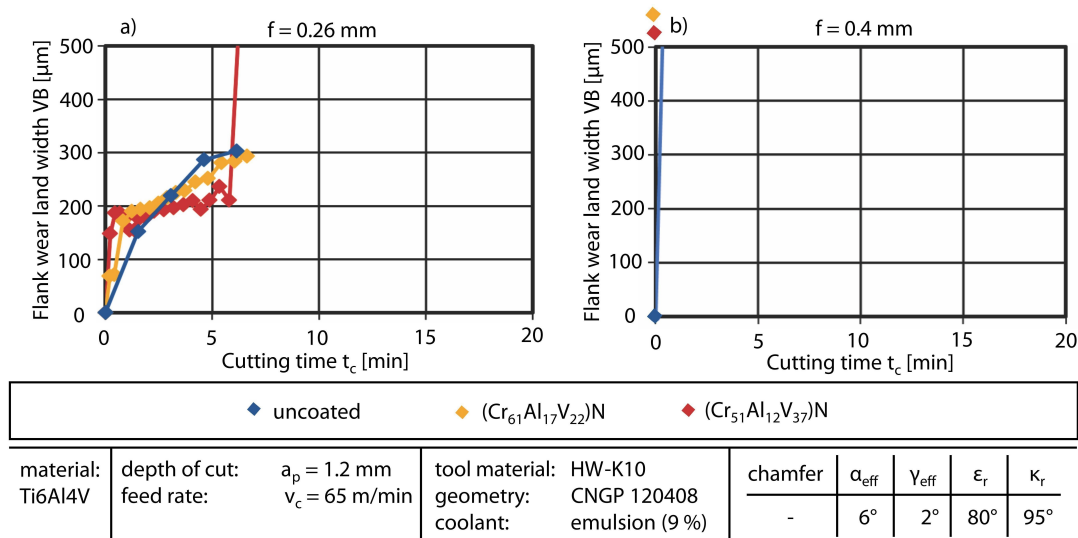 a) f = 0.26 mm
Flank wear land width VB [µm]
500
400
300
200
100
0
0 5 10 15 20
Cutting time t_c [min]
b) f = 0.4 mm
Flank wear land width VB [µm]
500
400
300
200
100
0
0 5 10 15 20
Cutting time t_c [min]
uncoated (Cr₆₁Al₁₇V₂₂)N (Cr₅₁Al₁₂V₃₇)N
material:
Ti6Al4V
depth of cut: a_p = 1.2 mm
feed rate: v_c = 65 m/min
tool material: HW-K10
geometry: CNGP 120408
coolant: emulsion (9 %)
chamfer α_eff γ_eff ε_r κ_r
- 6° 2° 80° 95°